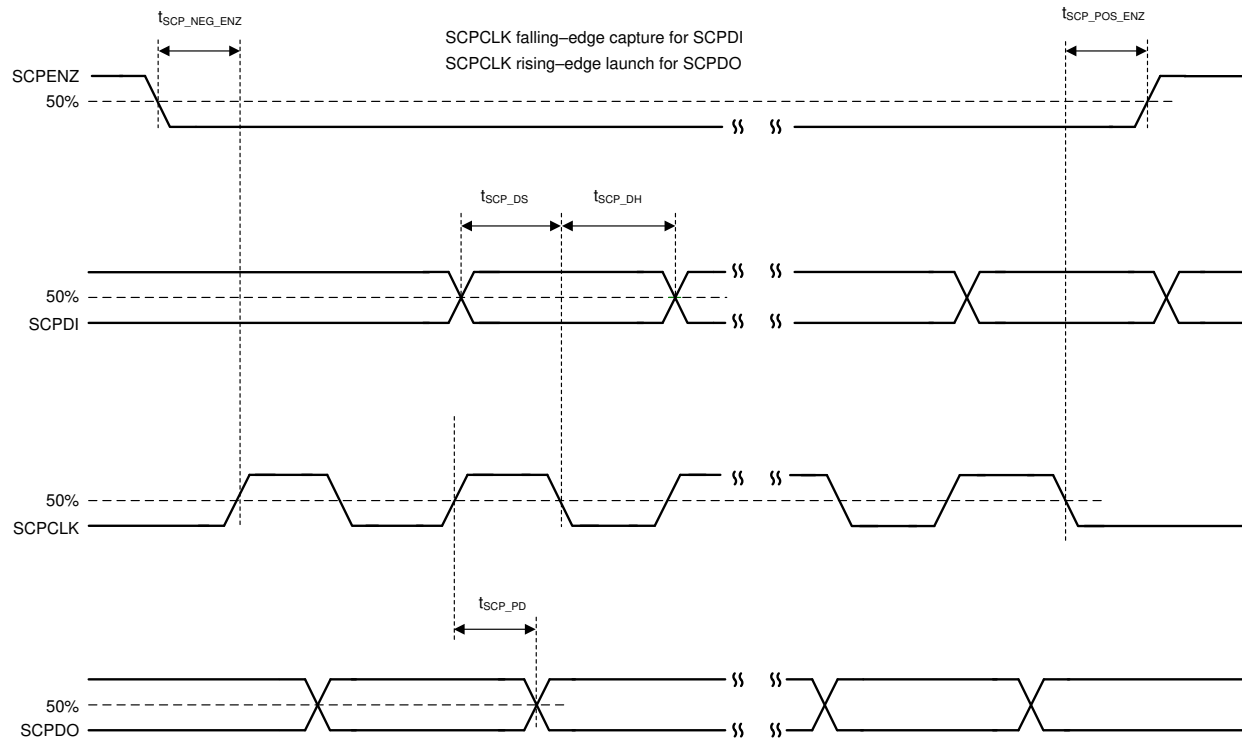 tSCP_NEG_ENZ
tSCP_POS_ENZ
SCPCLK falling–edge capture for SCPDI
SCPCLK rising–edge launch for SCPDO
SCPENZ
50%
tSCP_DS
tSCP_DH
50%
SCPDI
50%
SCPCLK
tSCP_PD
50%
SCPDO